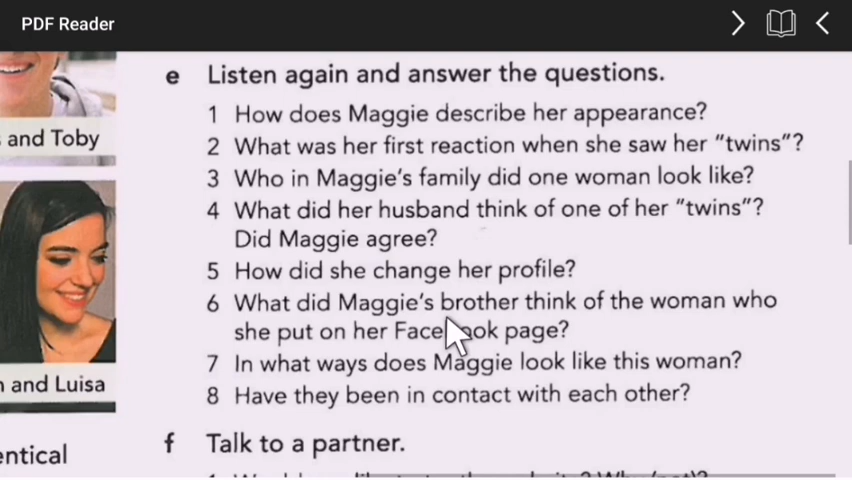 PDF Reader
e Listen again and answer the questions.
1 How does Maggie describe her appearance?
2 What was her first reaction when she saw her “twins”?
3 Who in Maggie's family did one woman look like?
4 What did her husband think of one of her “twins”?
Did Maggie agree?
5 How did she change her profile?
6 What did Maggie's brother think of the woman who
she put on her Facebook page?
7 In what ways does Maggie look like this woman?
8 Have they been in contact with each other?
and Toby
and Luisa
f Talk to a partner.
entical